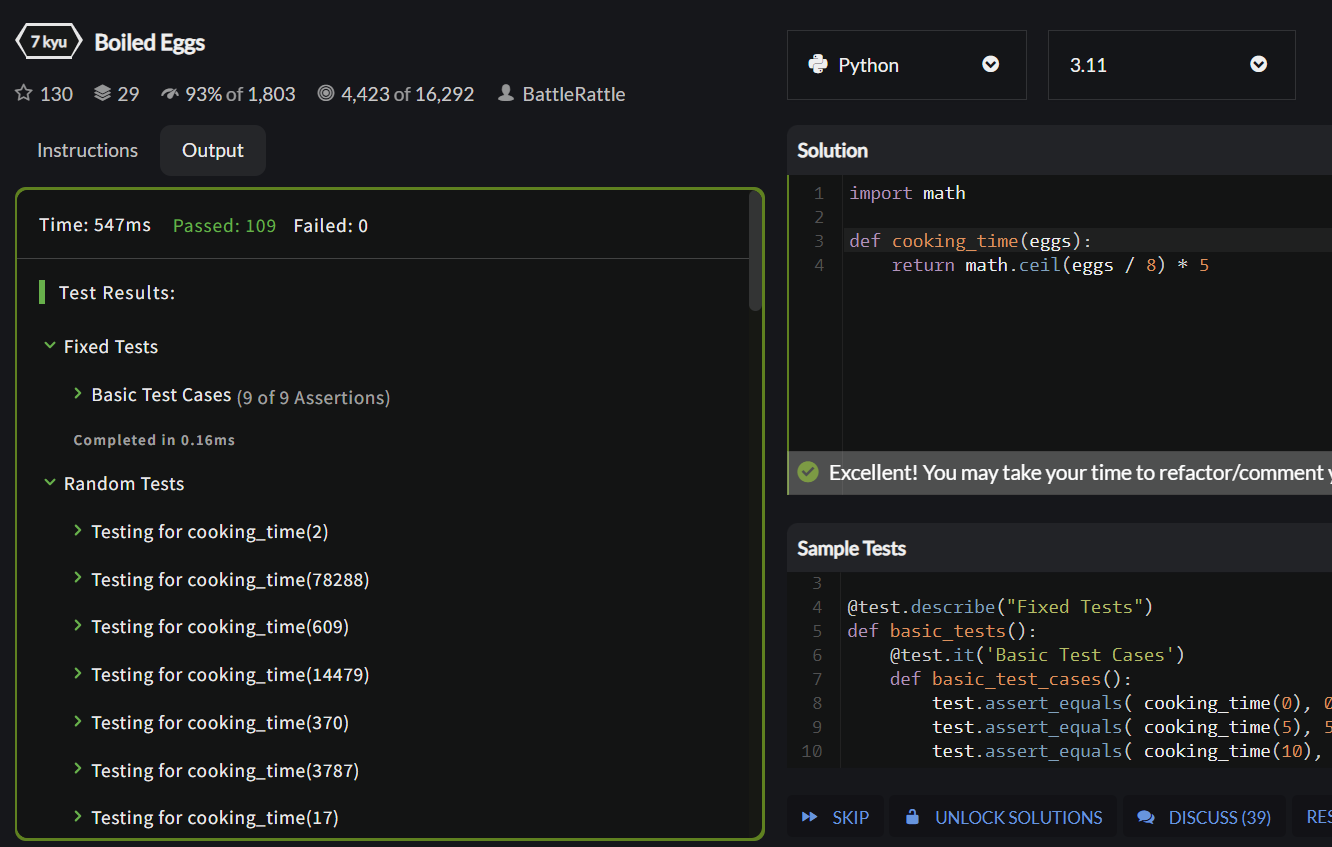 7 kyu Boiled Eggs
130 29 93% of 1,803 4,423 of 16,292 BattleRattle
Instructions Output
Time: 547ms Passed: 109 Failed: 0
Test Results:
Fixed Tests
Basic Test Cases (9 of 9 Assertions)
Completed in 0.16ms
Random Tests
Testing for cooking_time(2)
Testing for cooking_time(78288)
Testing for cooking_time(609)
Testing for cooking_time(14479)
Testing for cooking_time(370)
Testing for cooking_time(3787)
Testing for cooking_time(17)
Python 3.11
Solution
1 import math
2
3 def cooking_time(eggs):
4     return math.ceil(eggs / 8) * 5
Excellent! You may take your time to refactor/comment
Sample Tests
3
4 @test.describe("Fixed Tests")
5 def basic_tests():
6     @test.it('Basic Test Cases')
7     def basic_test_cases():
8         test.assert_equals( cooking_time(0), 0
9         test.assert_equals( cooking_time(5), 5
10         test.assert_equals( cooking_time(10),
SKIP UNLOCK SOLUTIONS DISCUSS (39) RES